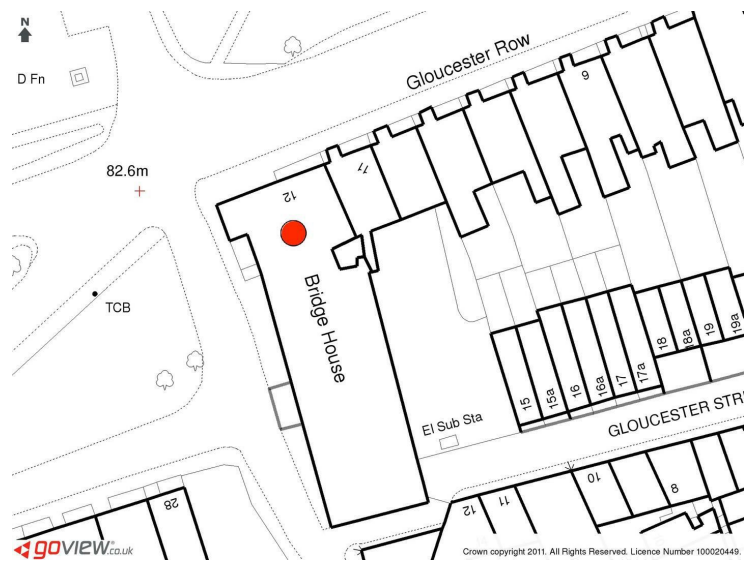 N
D Fn
82.6m
Gloucester Row
9
11
12
Bridge House
TCB
El Sub Sta
15
15a
16
16a
17
17a
18
18a
19
19a
GLOUCESTER STR
28
12
11
10
8
goview.co.uk
Crown copyright 2011. All Rights Reserved. Licence Number 100020449.